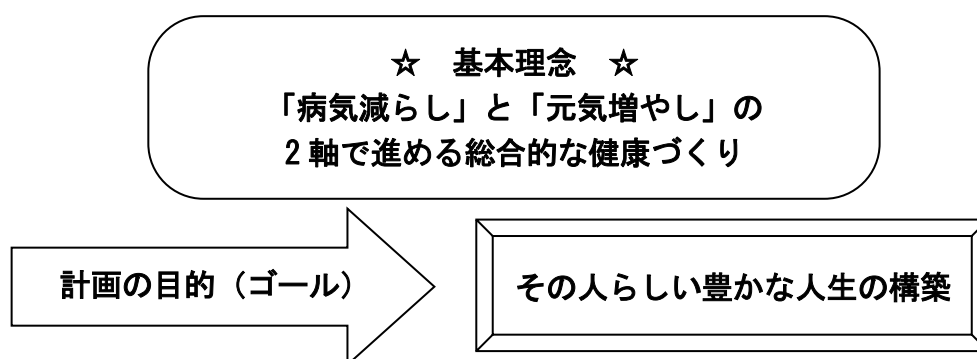 ☆　基本理念　☆
「病気減らし」と「元気増やし」の
2軸で進める総合的な健康づくり
計画の目的（ゴール）
その人らしい豊かな人生の構築